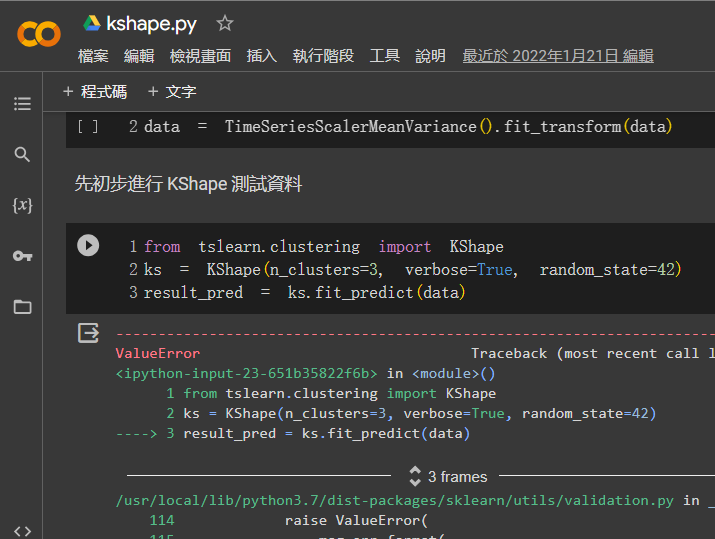 kshape.py
檔案 編輯 檢視畫面 插入 執行階段 工具 說明 最近於 2022年1月21日 編輯
+ 程式碼 + 文字
[ ] 2 data = TimeSeriesScalerMeanVariance().fit_transform(data)
先初步進行 KShape 測試資料
{x}
1 from tslearn.clustering import KShape
2 ks = KShape(n_clusters=3, verbose=True, random_state=42)
3 result_pred = ks.fit_predict(data)
---------------------------------------------------------------------------
ValueError Traceback (most recent call l
<ipython-input-23-651b35822f6b> in <module>()
1 from tslearn.clustering import KShape
2 ks = KShape(n_clusters=3, verbose=True, random_state=42)
----> 3 result_pred = ks.fit_predict(data)
3 frames
/usr/local/lib/python3.7/dist-packages/sklearn/utils/validation.py in _
114 raise ValueError(